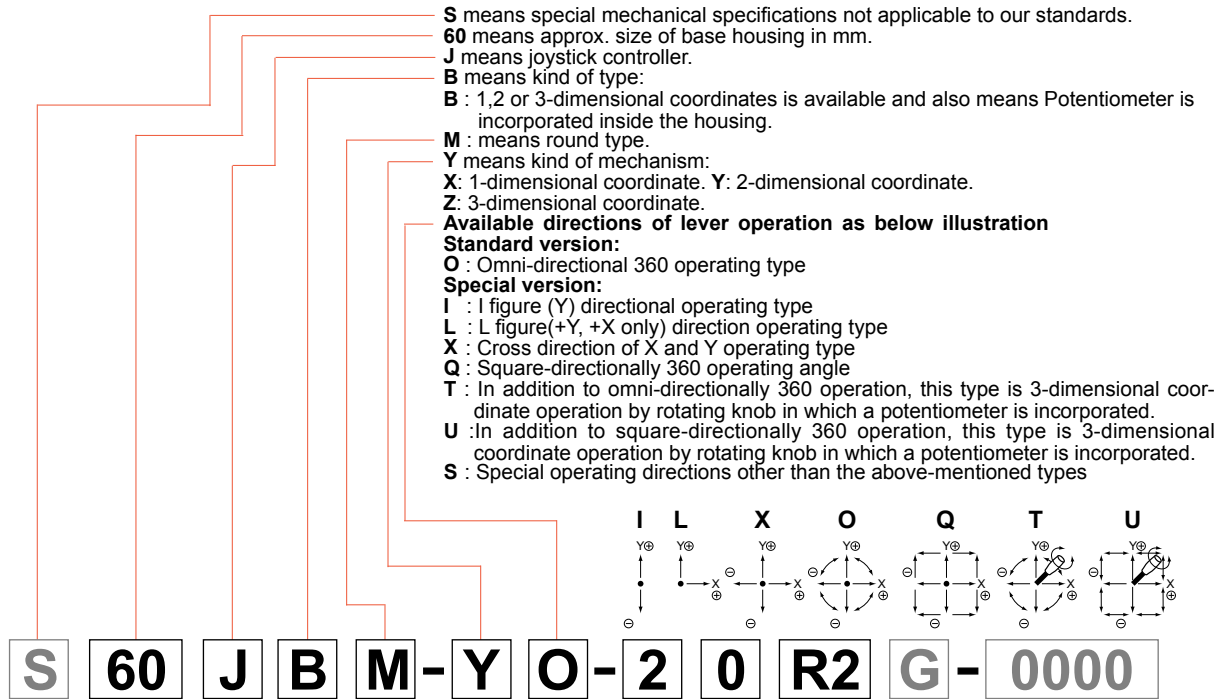 S means special mechanical specifications not applicable to our standards.
60 means approx. size of base housing in mm.
J means joystick controller.
B means kind of type:
B : 1,2 or 3-dimensional coordinates is available and also means Potentiometer is
incorporated inside the housing.
M : means round type.
Y means kind of mechanism:
X: 1-dimensional coordinate. Y: 2-dimensional coordinate.
Z: 3-dimensional coordinate.
Available directions of lever operation as below illustration
Standard version:
O : Omni-directional 360 operating type
Special version:
I : I figure (Y) directional operating type
L : L figure(+Y, +X only) direction operating type
X : Cross direction of X and Y operating type
Q : Square-directionally 360 operating angle
T : In addition to omni-directionally 360 operation, this type is 3-dimensional coor-
dinate operation by rotating knob in which a potentiometer is incorporated.
U :In addition to square-directionally 360 operation, this type is 3-dimensional
coordinate operation by rotating knob in which a potentiometer is incorporated.
S : Special operating directions other than the above-mentioned types
I L X O Q T U
Y⊕ Y⊕ Y⊕ Y⊕ Y⊕ Y⊕ Y⊕
⊖ ⊖ ⊖ ⊖ ⊖
X X X X X X
⊕ ⊕ ⊕ ⊕ ⊕ ⊕
⊖ ⊖ ⊖ ⊖ ⊖ ⊖
S 60 J B M-Y O-2 0 R2 G-0000